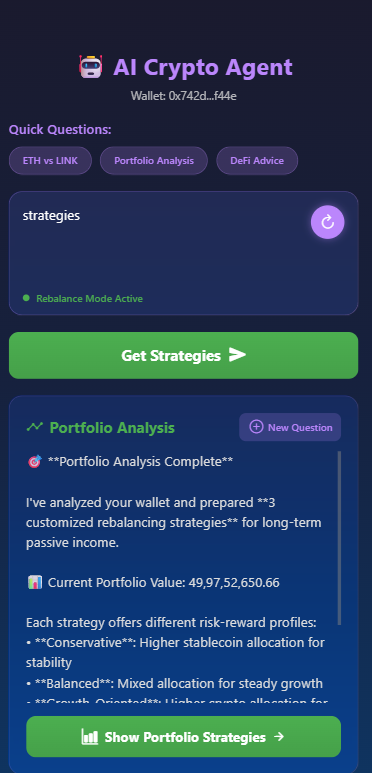 🤖 AI Crypto Agent
Wallet: 0x742d...f44e
Quick Questions:
ETH vs LINK
Portfolio Analysis
DeFi Advice
strategies
Rebalance Mode Active
Get Strategies
Portfolio Analysis
New Question
🎯 **Portfolio Analysis Complete**
I've analyzed your wallet and prepared **3
customized rebalancing strategies** for long-term
passive income.
📊 Current Portfolio Value: 49,97,52,650.66
Each strategy offers different risk-reward profiles:
• **Conservative**: Higher stablecoin allocation for
stability
• **Balanced**: Mixed allocation for steady growth
• **Growth-Oriented**: Higher crypto allocation for
Show Portfolio Strategies →